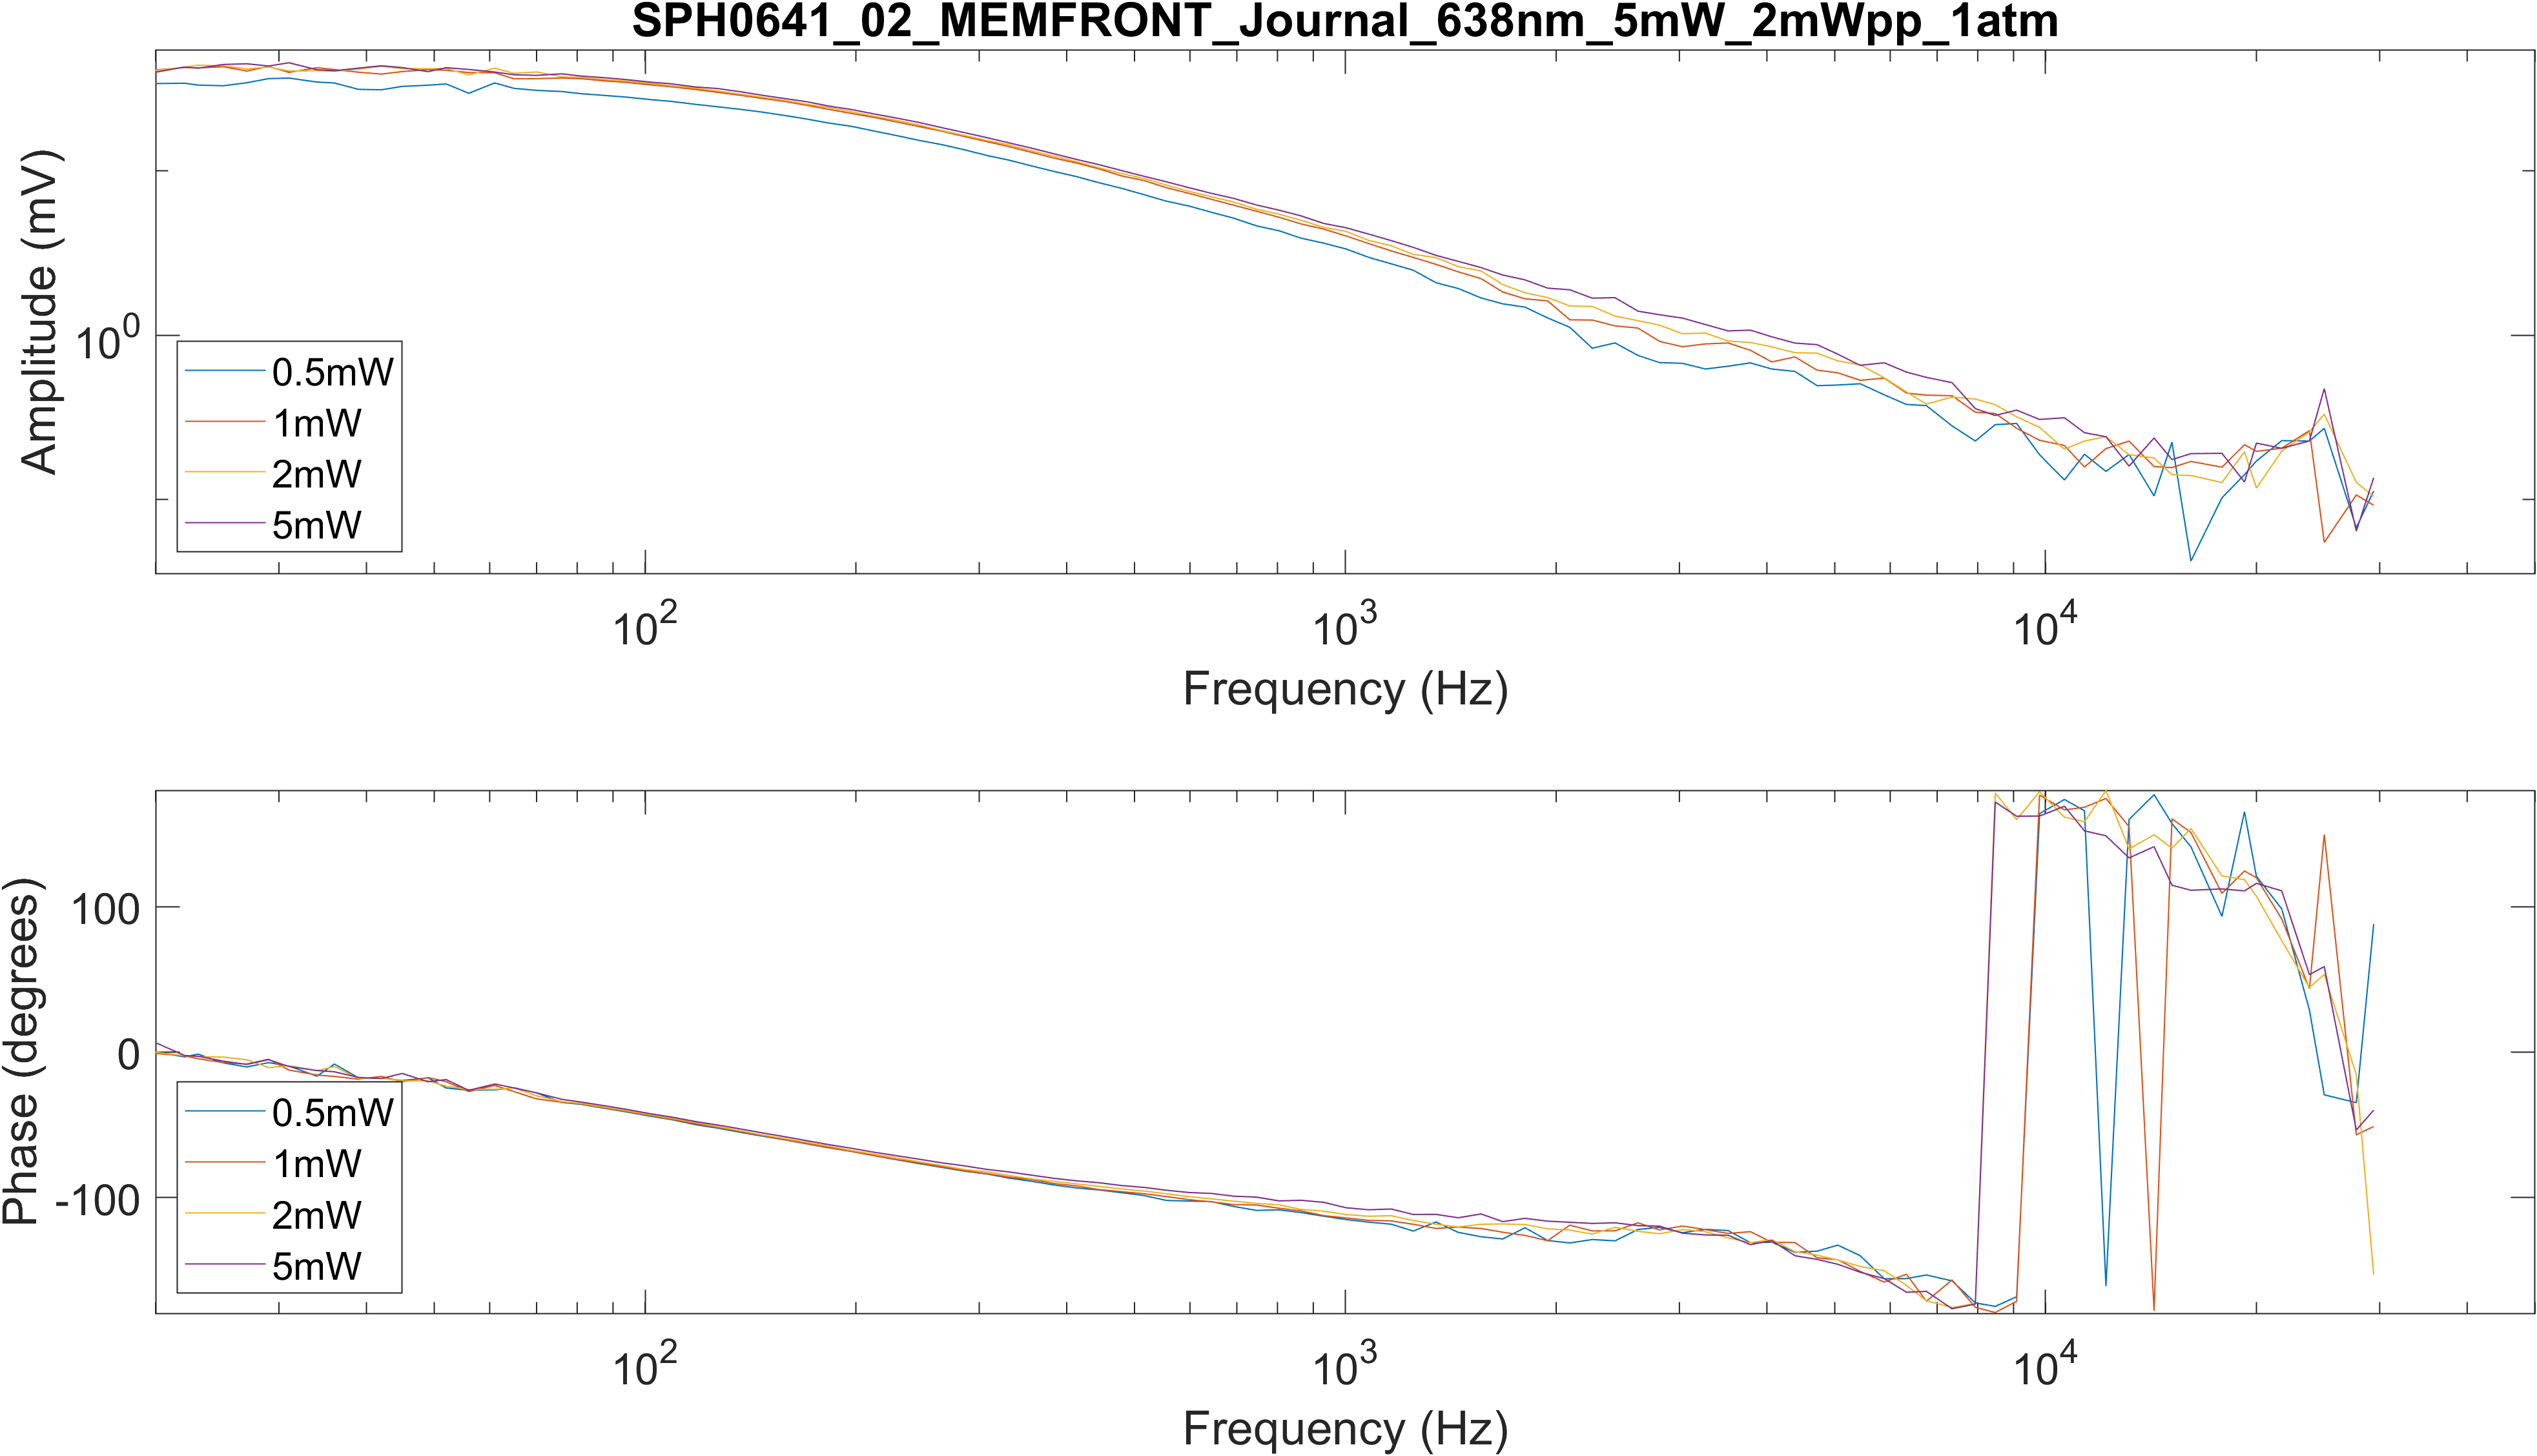 SPH0641_02_MEMFRONT_Journal_638nm_5mW_2mWpp_1atm
Amplitude (mV)
10^0
0.5mW
1mW
2mW
5mW
10^2
10^3
10^4
Frequency (Hz)
Phase (degrees)
100
0
-100
0.5mW
1mW
2mW
5mW
10^2
10^3
10^4
Frequency (Hz)